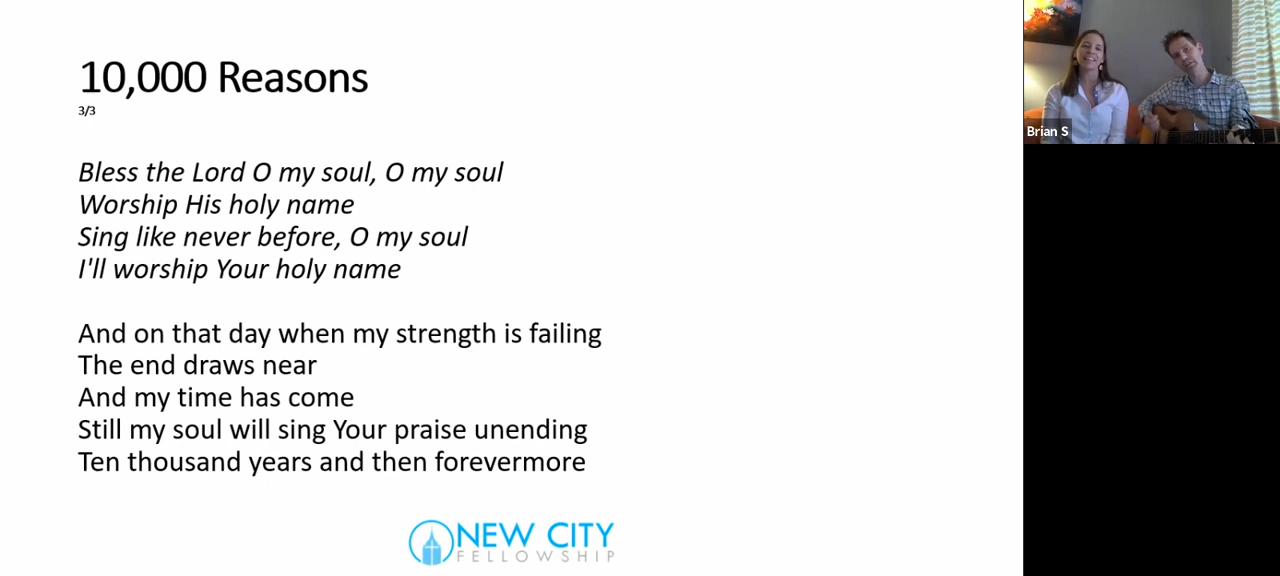 10,000 Reasons
3/3
Bless the Lord O my soul, O my soul
Worship His holy name
Sing like never before, O my soul
I'll worship Your holy name
And on that day when my strength is failing
The end draws near
And my time has come
Still my soul will sing Your praise unending
Ten thousand years and then forevermore
NEW CITY
FELLOWSHIP
Brian S